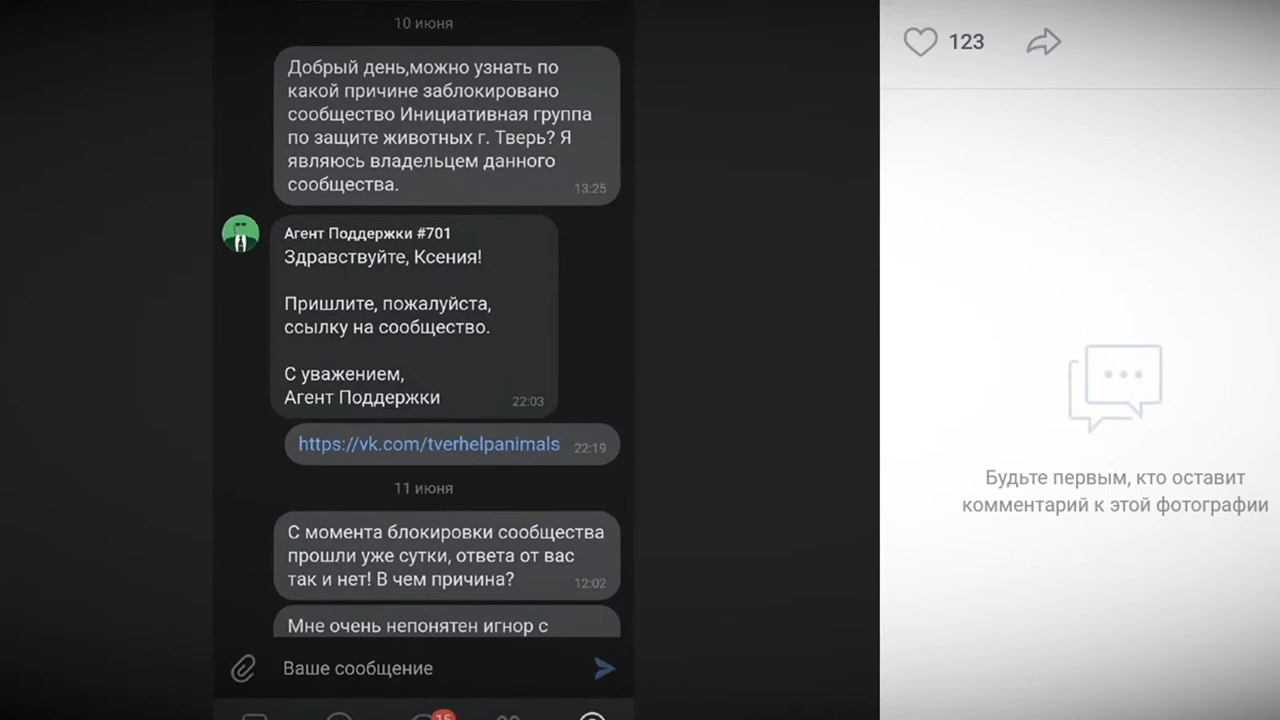 10 июня
Добрый день,можно узнать по
какой причине заблокировано
сообщество Инициативная группа
по защите животных г. Тверь? Я
являюсь владельцем данного
сообщества.
13:25
Агент Поддержки #701
Здравствуйте, Ксения!
Пришлите, пожалуйста,
ссылку на сообщество.
С уважением,
Агент Поддержки
22:03
https://vk.com/tverhelpanimals
22:19
11 июня
С момента блокировки сообщества
прошли уже сутки, ответа от вас
так и нет! В чем причина?
12:02
Мне очень непонятен игнор с
Ваше сообщение
15
123
Будьте первым, кто оставит
комментарий к этой фотографии